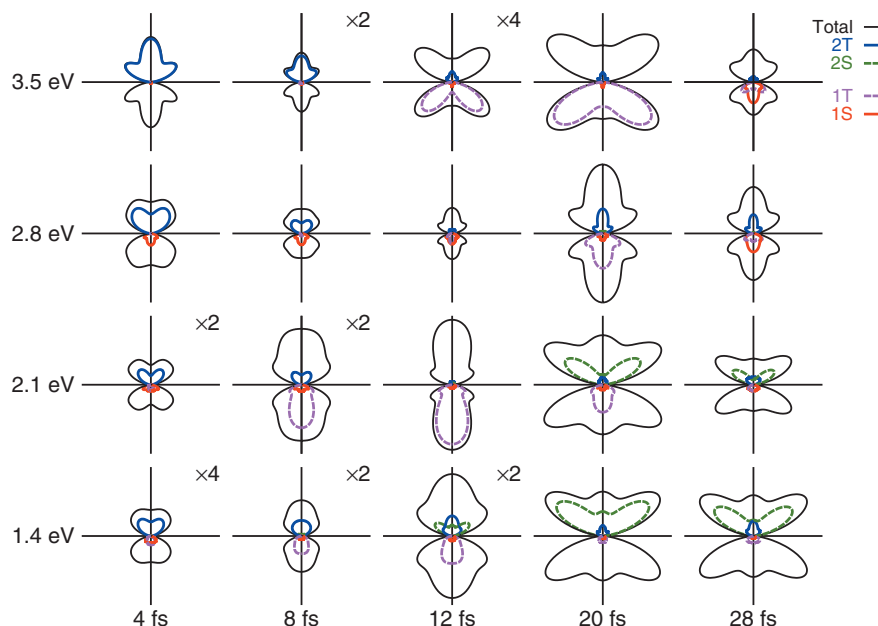 ×2
×4
Total
2T
2S
1T
1S
3.5 eV
2.8 eV
×2
×2
2.1 eV
×4
×2
×2
1.4 eV
4 fs
8 fs
12 fs
20 fs
28 fs